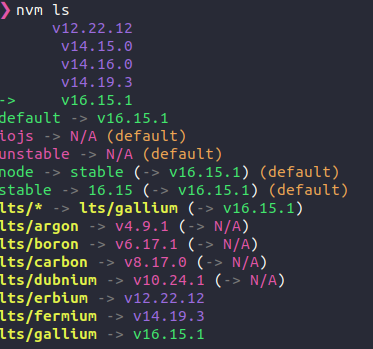 ❯ nvm ls
       v12.22.12
        v14.15.0
        v14.16.0
        v14.19.3
->      v16.15.1
default -> v16.15.1
iojs -> N/A (default)
unstable -> N/A (default)
node -> stable (-> v16.15.1) (default)
stable -> 16.15 (-> v16.15.1) (default)
lts/* -> lts/gallium (-> v16.15.1)
lts/argon -> v4.9.1 (-> N/A)
lts/boron -> v6.17.1 (-> N/A)
lts/carbon -> v8.17.0 (-> N/A)
lts/dubnium -> v10.24.1 (-> N/A)
lts/erbium -> v12.22.12
lts/fermium -> v14.19.3
lts/gallium -> v16.15.1